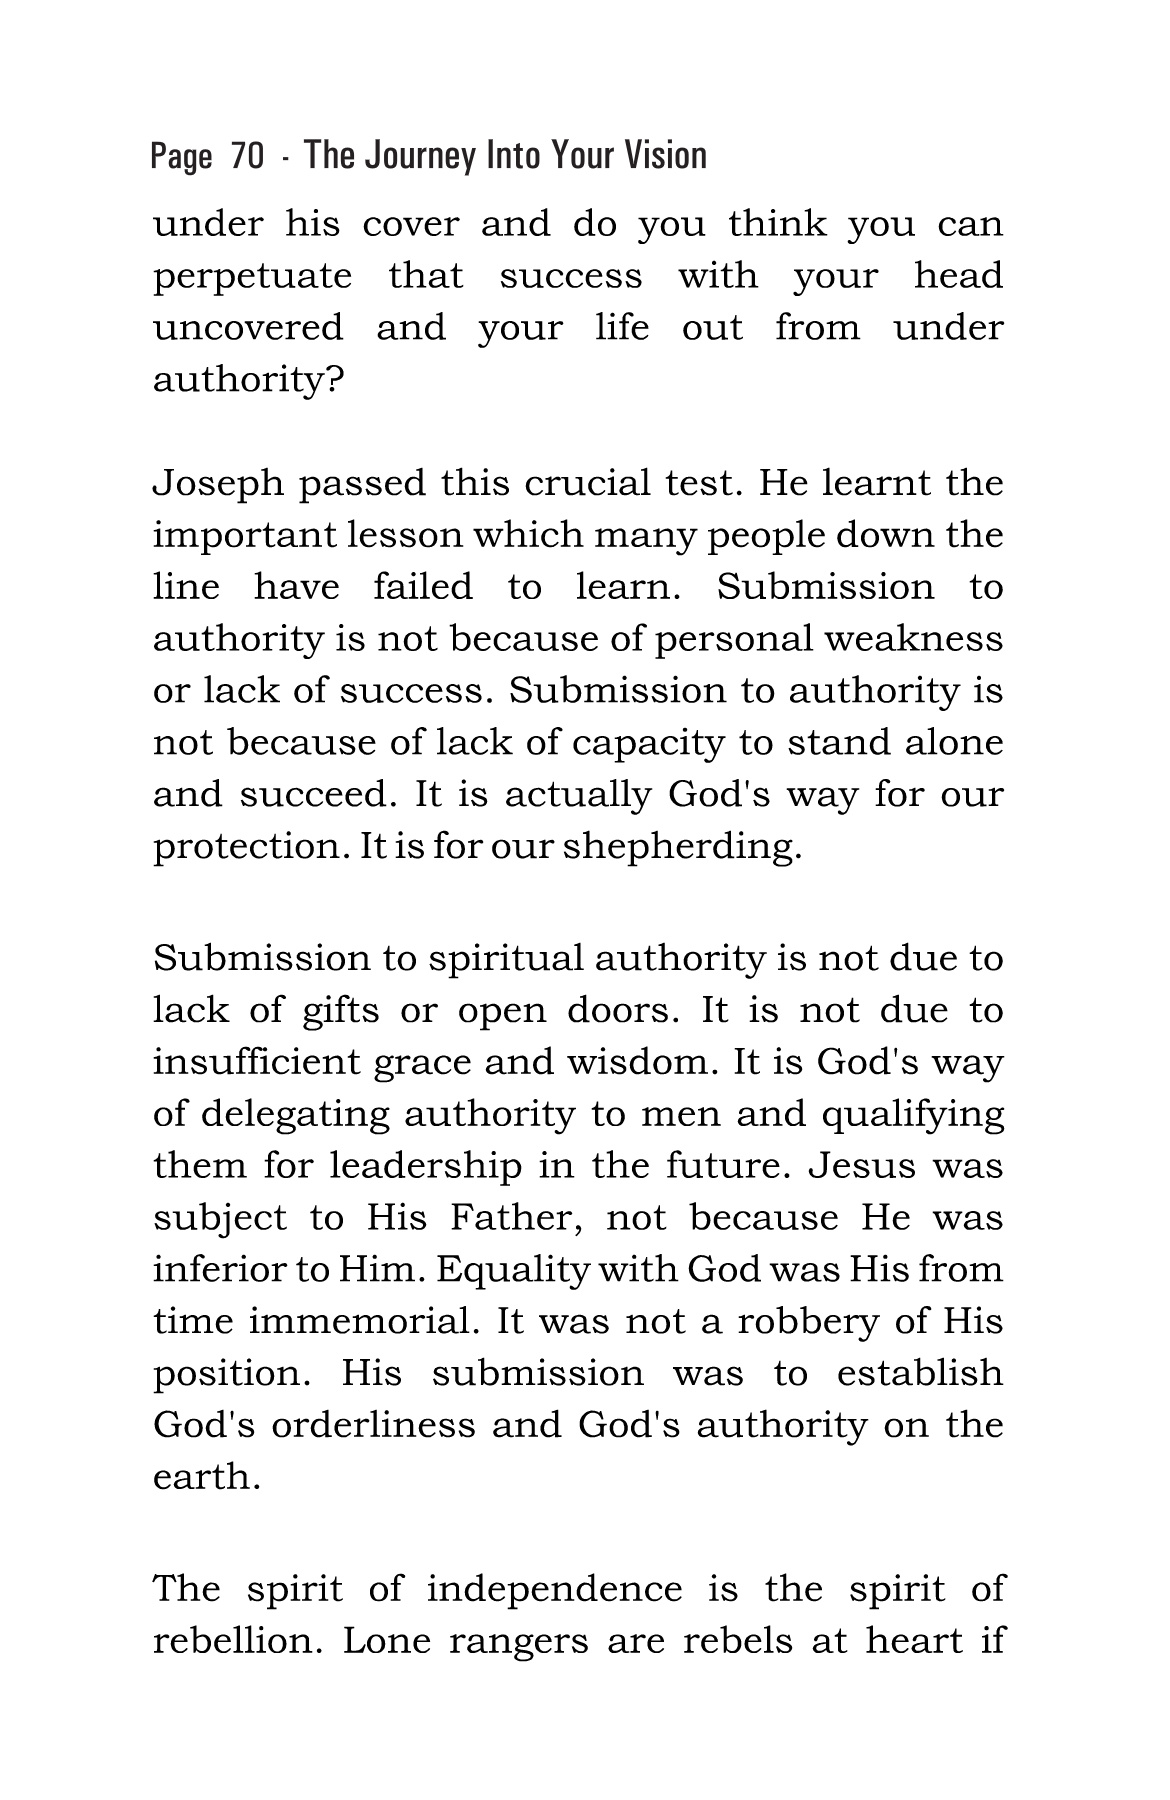 Page 70 - The Journey Into Your Vision
under his cover and do you think you can
perpetuate that success with your head
uncovered and your life out from under
authority?
Joseph passed this crucial test. He learnt the
important lesson which many people down the
line have failed to learn. Submission to
authority is not because of personal weakness
or lack of success. Submission to authority is
not because of lack of capacity to stand alone
and succeed. It is actually God's way for our
protection. It is for our shepherding.
Submission to spiritual authority is not due to
lack of gifts or open doors. It is not due to
insufficient grace and wisdom. It is God's way
of delegating authority to men and qualifying
them for leadership in the future. Jesus was
subject to His Father, not because He was
inferior to Him. Equality with God was His from
time immemorial. It was not a robbery of His
position. His submission was to establish
God's orderliness and God's authority on the
earth.
The spirit of independence is the spirit of
rebellion. Lone rangers are rebels at heart if